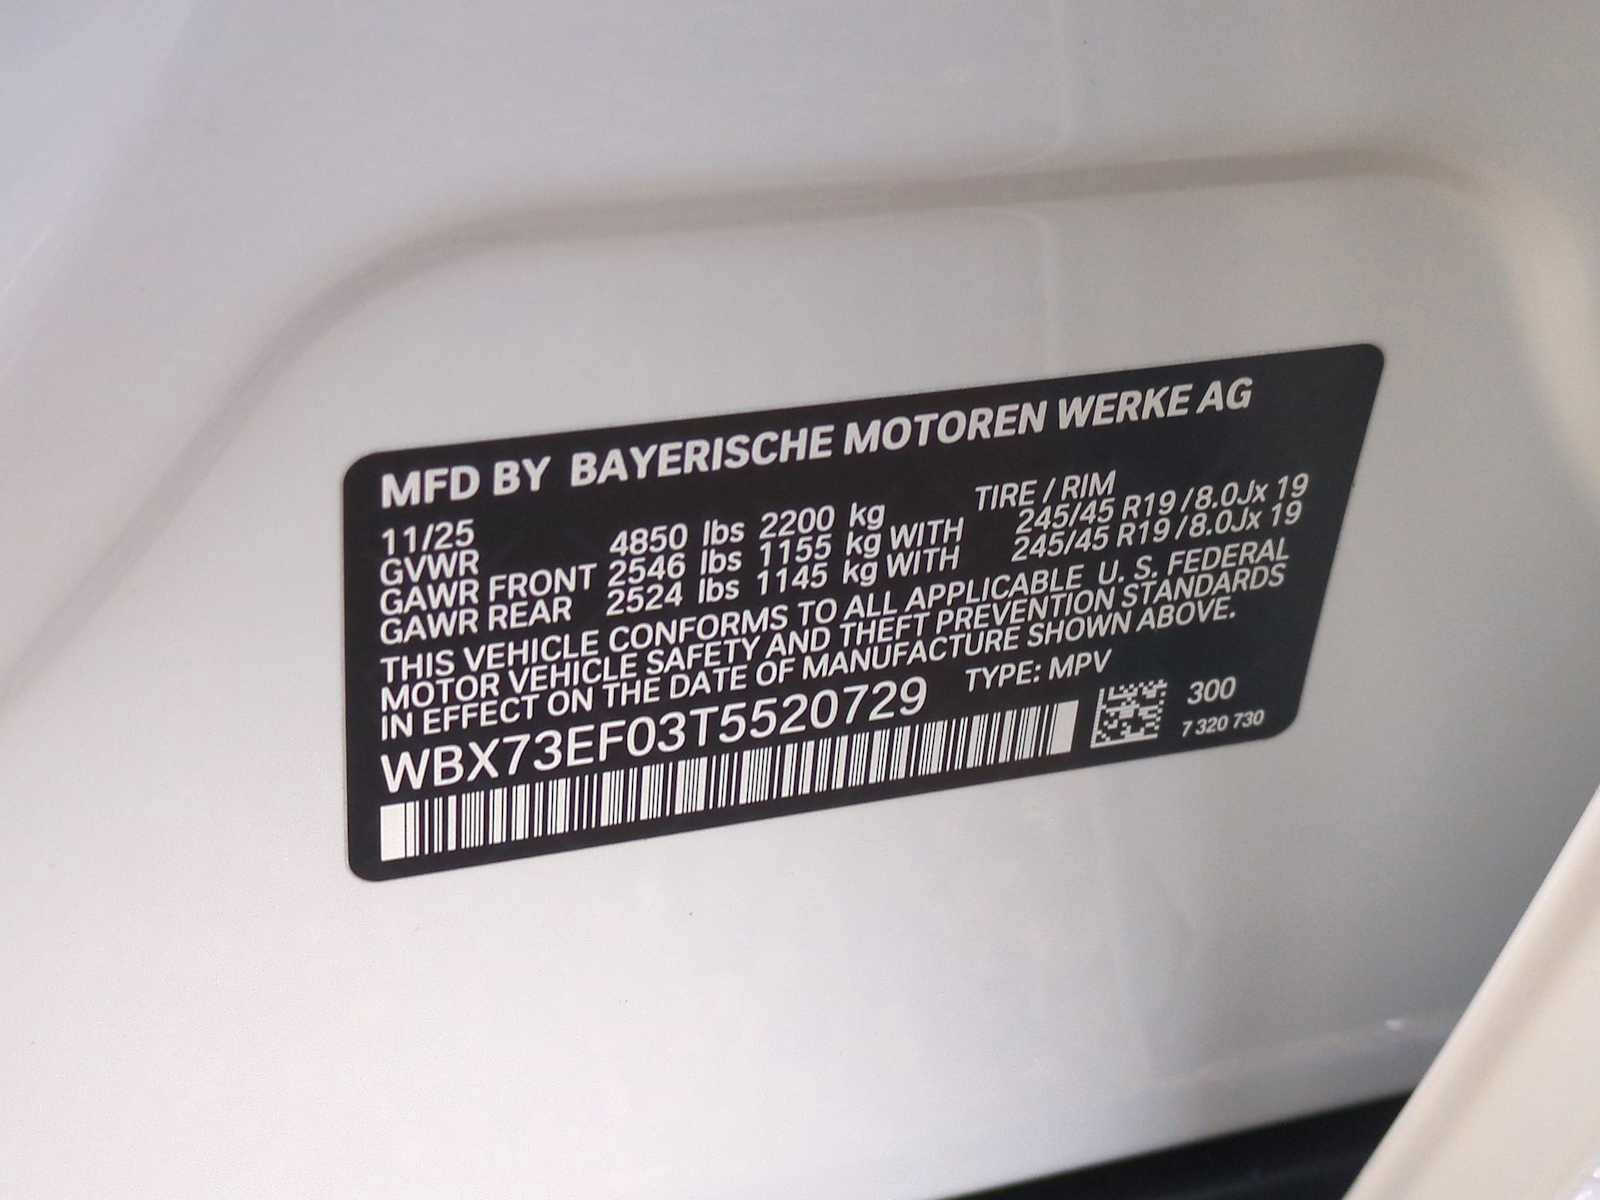 MFD BY BAYERISCHE MOTOREN WERKE AG
11/25 TIRE / RIM
GVWR 4850 lbs 2200 kg
GAWR FRONT 2546 lbs 1155 kg WITH 245/45 R19 / 8.0Jx 19
GAWR REAR 2524 lbs 1145 kg WITH 245/45 R19 / 8.0Jx 19
THIS VEHICLE CONFORMS TO ALL APPLICABLE U. S. FEDERAL
MOTOR VEHICLE SAFETY AND THEFT PREVENTION STANDARDS
IN EFFECT ON THE DATE OF MANUFACTURE SHOWN ABOVE.
WBX73EF03T5520729 TYPE: MPV
300
7 320 730